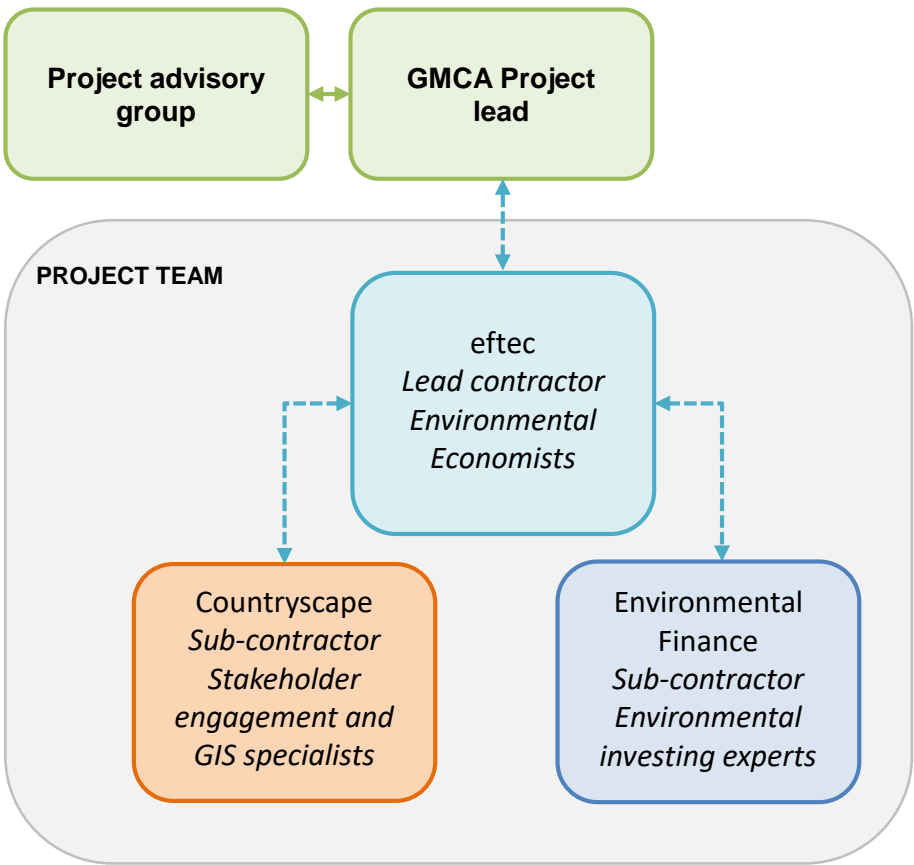 Project advisory
group
GMCA Project
lead
PROJECT TEAM
eftec
Lead contractor
Environmental
Economists
Countryscape
Sub-contractor
Stakeholder
engagement and
GIS specialists
Environmental
Finance
Sub-contractor
Environmental
investing experts